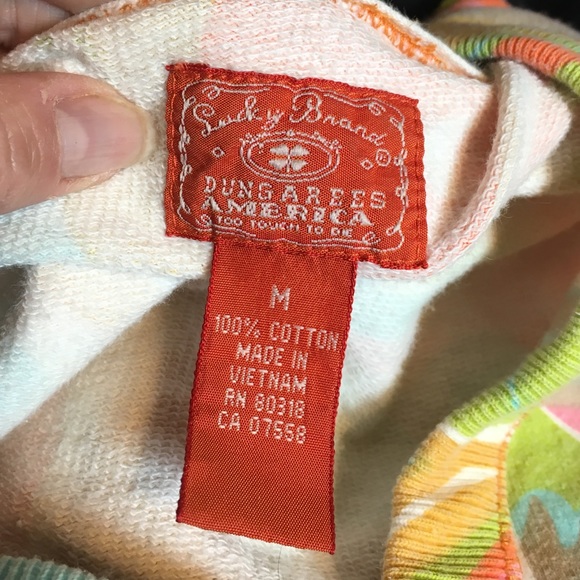 Lucky Brand ®
DUNGAREES
AMERICA
TOO TOUGH TO DIE
M
100% COTTON
MADE IN
VIETNAM
RN 80318
CA 07558